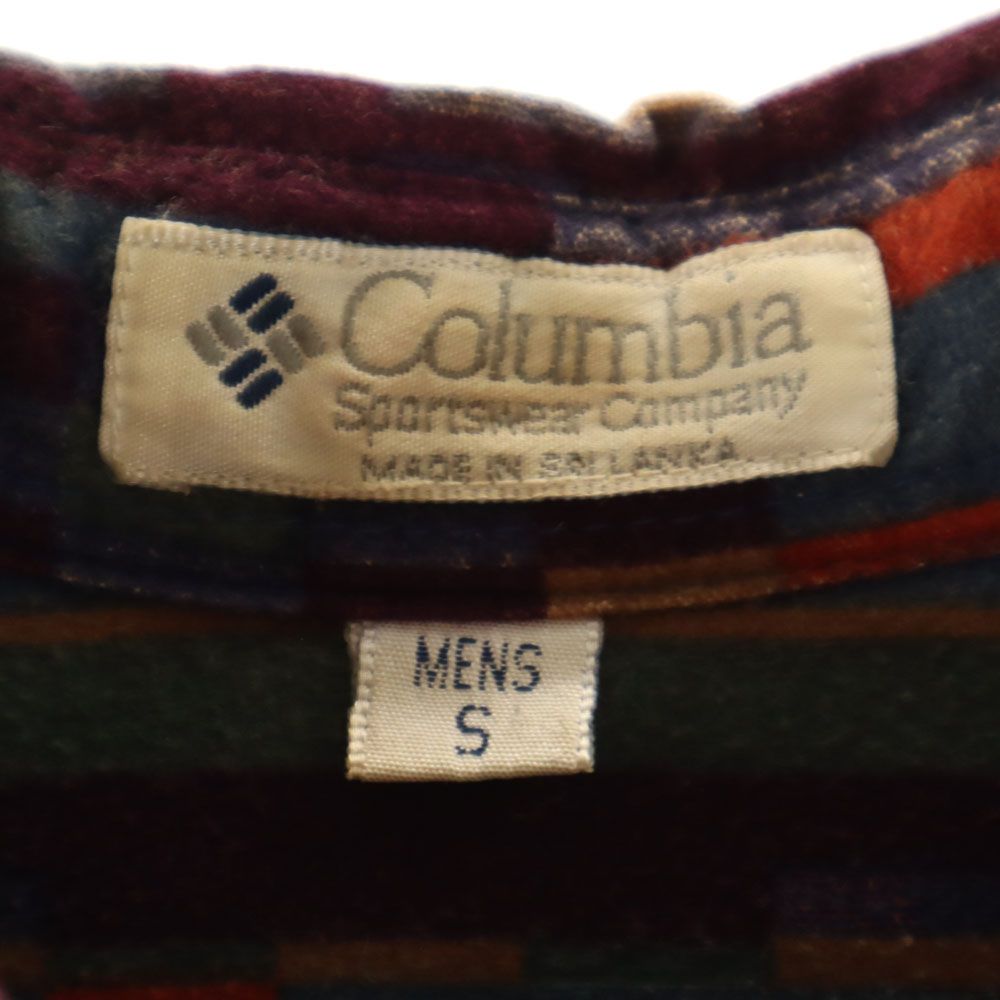 Columbia
Sportswear Company
MADE IN SRI LANKA
MENS
S